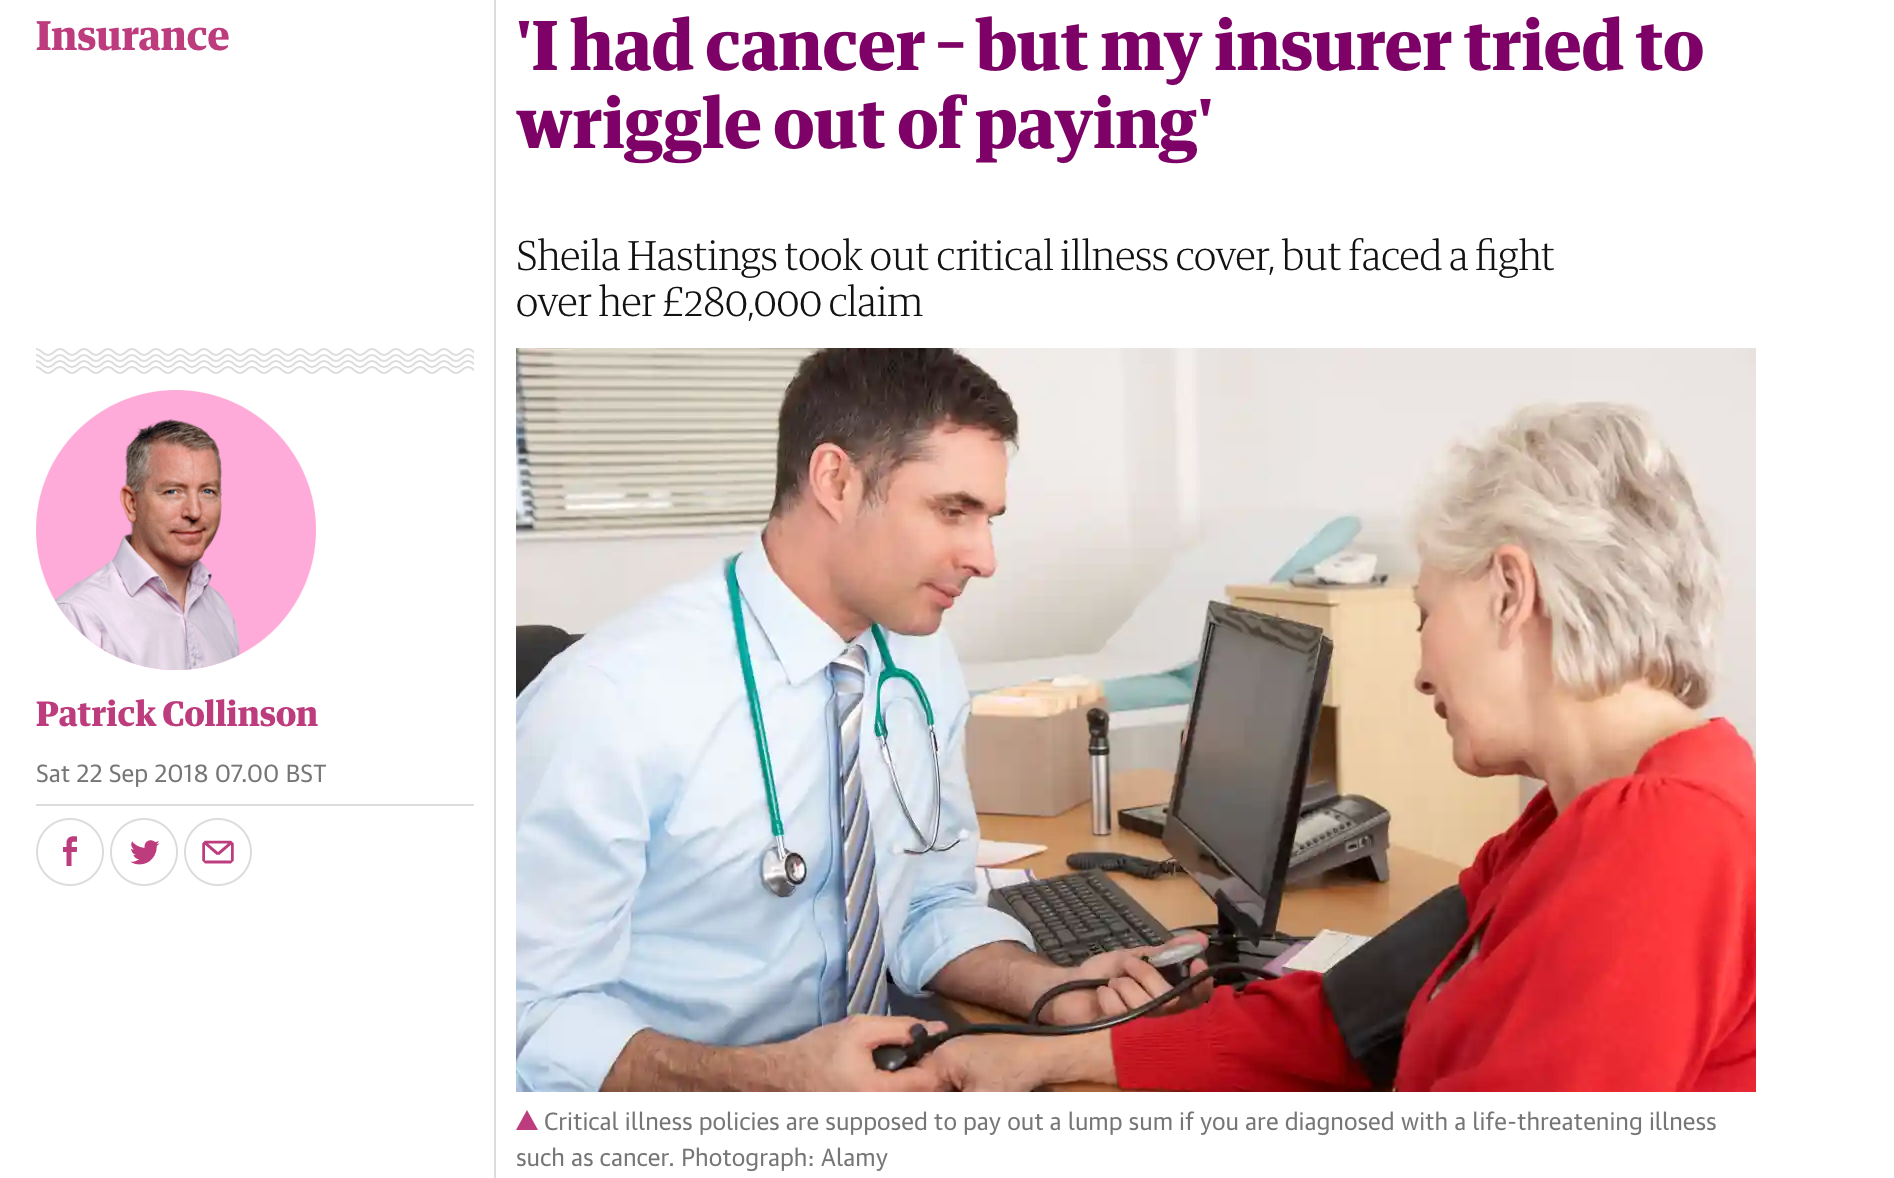 Insurance
'I had cancer – but my insurer tried to
wriggle out of paying'
Sheila Hastings took out critical illness cover, but faced a fight
over her £280,000 claim
Patrick Collinson
Sat 22 Sep 2018 07.00 BST
Critical illness policies are supposed to pay out a lump sum if you are diagnosed with a life-threatening illness
such as cancer. Photograph: Alamy